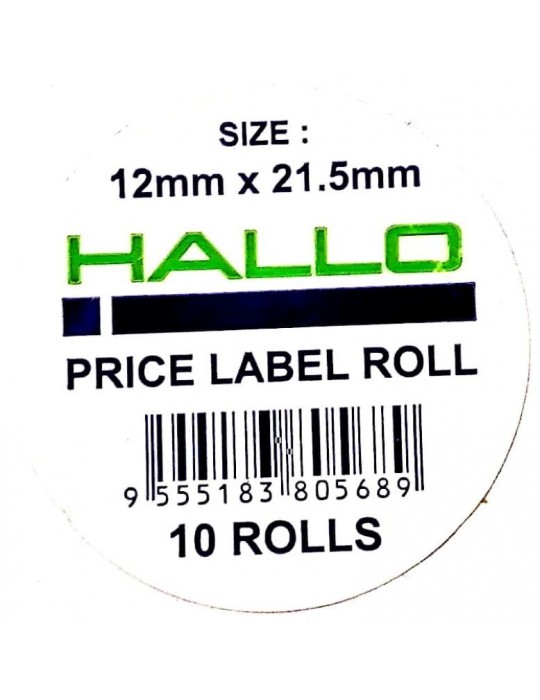 SIZE :
12mm x 21.5mm
HALLO
PRICE LABEL ROLL
9 555183 805689
10 ROLLS